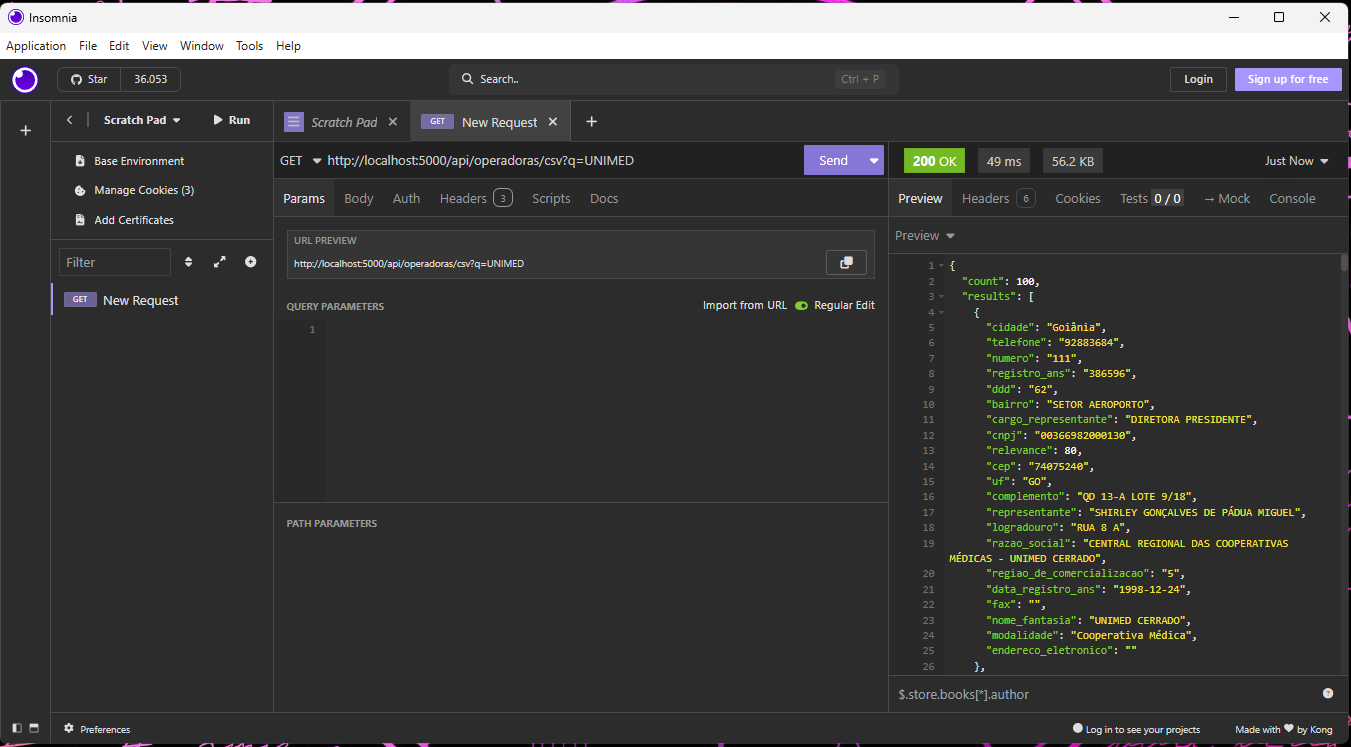 Insomnia
Application File Edit View Window Tools Help
Star 36.053
Search.. Ctrl + P
Login Sign up for free
Scratch Pad Run
Base Environment
Manage Cookies (3)
Add Certificates
Filter
GET New Request
Scratch Pad
GET New Request
GET http://localhost:5000/api/operadoras/csv?q=UNIMED Send
Params Body Auth Headers 3 Scripts Docs
URL PREVIEW
http://localhost:5000/api/operadoras/csv?q=UNIMED
QUERY PARAMETERS Import from URL Regular Edit
1
PATH PARAMETERS
200 OK 49 ms 56.2 KB Just Now
Preview Headers 6 Cookies Tests 0 / 0 → Mock Console
Preview
1 {
2 "count": 100,
3 "results": [
4 {
5 "cidade": "Goiânia",
6 "telefone": "92883684",
7 "numero": "111",
8 "registro_ans": "386596",
9 "ddd": "62",
10 "bairro": "SETOR AEROPORTO",
11 "cargo_representante": "DIRETORA PRESIDENTE",
12 "cnpj": "00366982000130",
13 "relevance": 80,
14 "cep": "74075240",
15 "uf": "GO",
16 "complemento": "QD 13-A LOTE 9/18",
17 "representante": "SHIRLEY GONÇALVES DE PÁDUA MIGUEL",
18 "logradouro": "RUA 8 A",
19 "razao_social": "CENTRAL REGIONAL DAS COOPERATIVAS
MÉDICAS - UNIMED CERRADO",
20 "regiao_de_comercializacao": "5",
21 "data_registro_ans": "1998-12-24",
22 "fax": "",
23 "nome_fantasia": "UNIMED CERRADO",
24 "modalidade": "Cooperativa Médica",
25 "endereco_eletronico": ""
26 },
$.store.books[*].author
Preferences
Log in to see your projects Made with ♥ by Kong